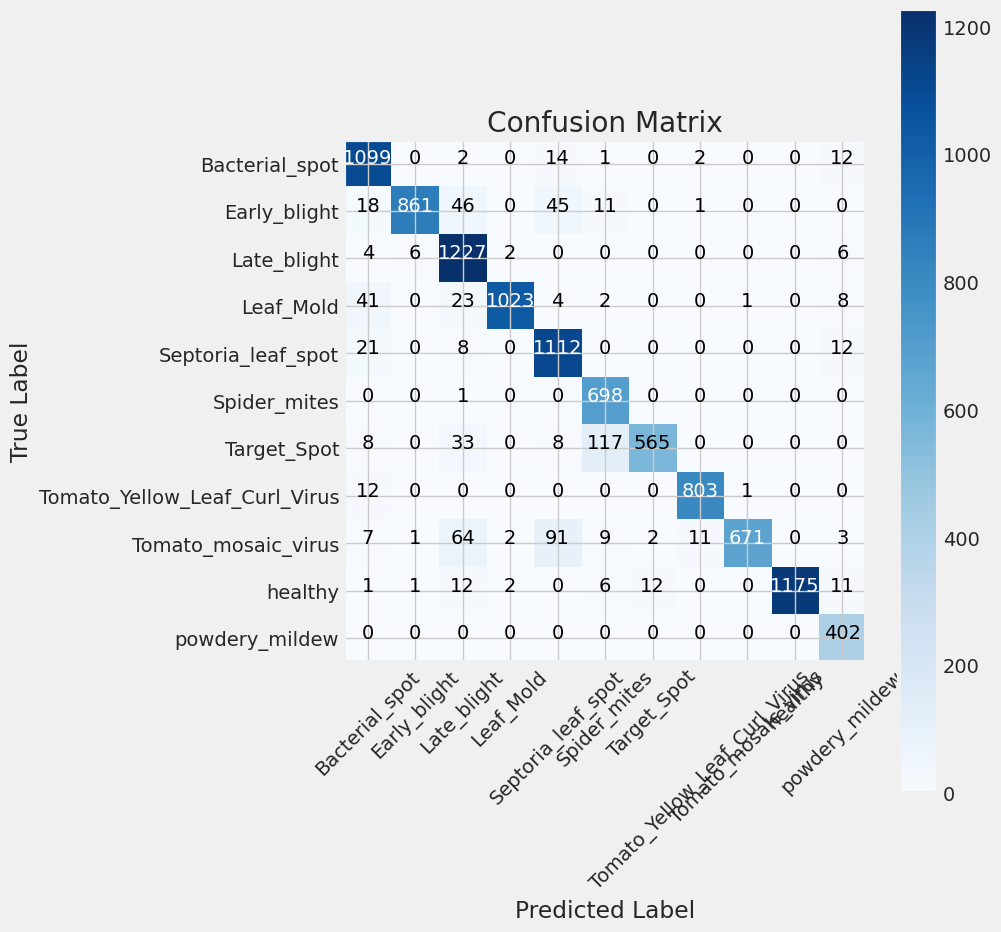 Confusion Matrix
Bacterial_spot 1099 0 2 0 14 1 0 2 0 0 12
Early_blight 18 861 46 0 45 11 0 1 0 0 0
Late_blight 4 6 1227 2 0 0 0 0 0 0 6
Leaf_Mold 41 0 23 1023 4 2 0 0 1 0 8
Septoria_leaf_spot 21 0 8 0 1112 0 0 0 0 0 12
Spider_mites 0 0 1 0 0 698 0 0 0 0 0
Target_Spot 8 0 33 0 8 117 565 0 0 0 0
Tomato_Yellow_Leaf_Curl_Virus 12 0 0 0 0 0 0 803 1 0 0
Tomato_mosaic_virus 7 1 64 2 91 9 2 11 671 0 3
healthy 1 1 12 2 0 6 12 0 0 1175 11
powdery_mildew 0 0 0 0 0 0 0 0 0 0 402
True Label
Bacterial_spot
Early_blight
Late_blight
Leaf_Mold
Septoria_leaf_spot
Spider_mites
Target_Spot
Tomato_Yellow_Leaf_Curl_Virus
Tomato_mosaic_virus
healthy
powdery_mildew
Predicted Label
1200
1000
800
600
400
200
0